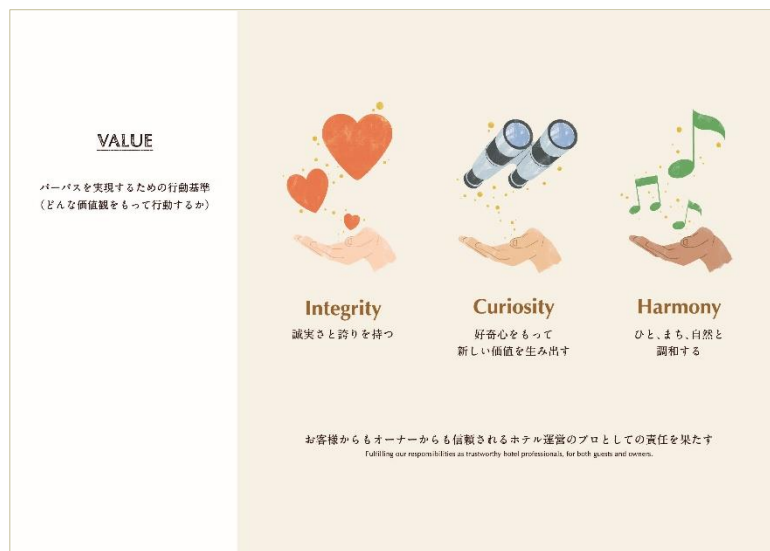 VALUE
パーパスを実現するための行動基準
（どんな価値観をもって行動するか）
Integrity
誠実さと誇りを持つ
Curiosity
好奇心をもって
新しい価値を生み出す
Harmony
ひと、まち、自然と
調和する
お客様からもオーナーからも信頼されるホテル運営のプロとしての責任を果たす
Fulfilling our responsibilities as trustworthy hotel professionals, for both guests and owners.